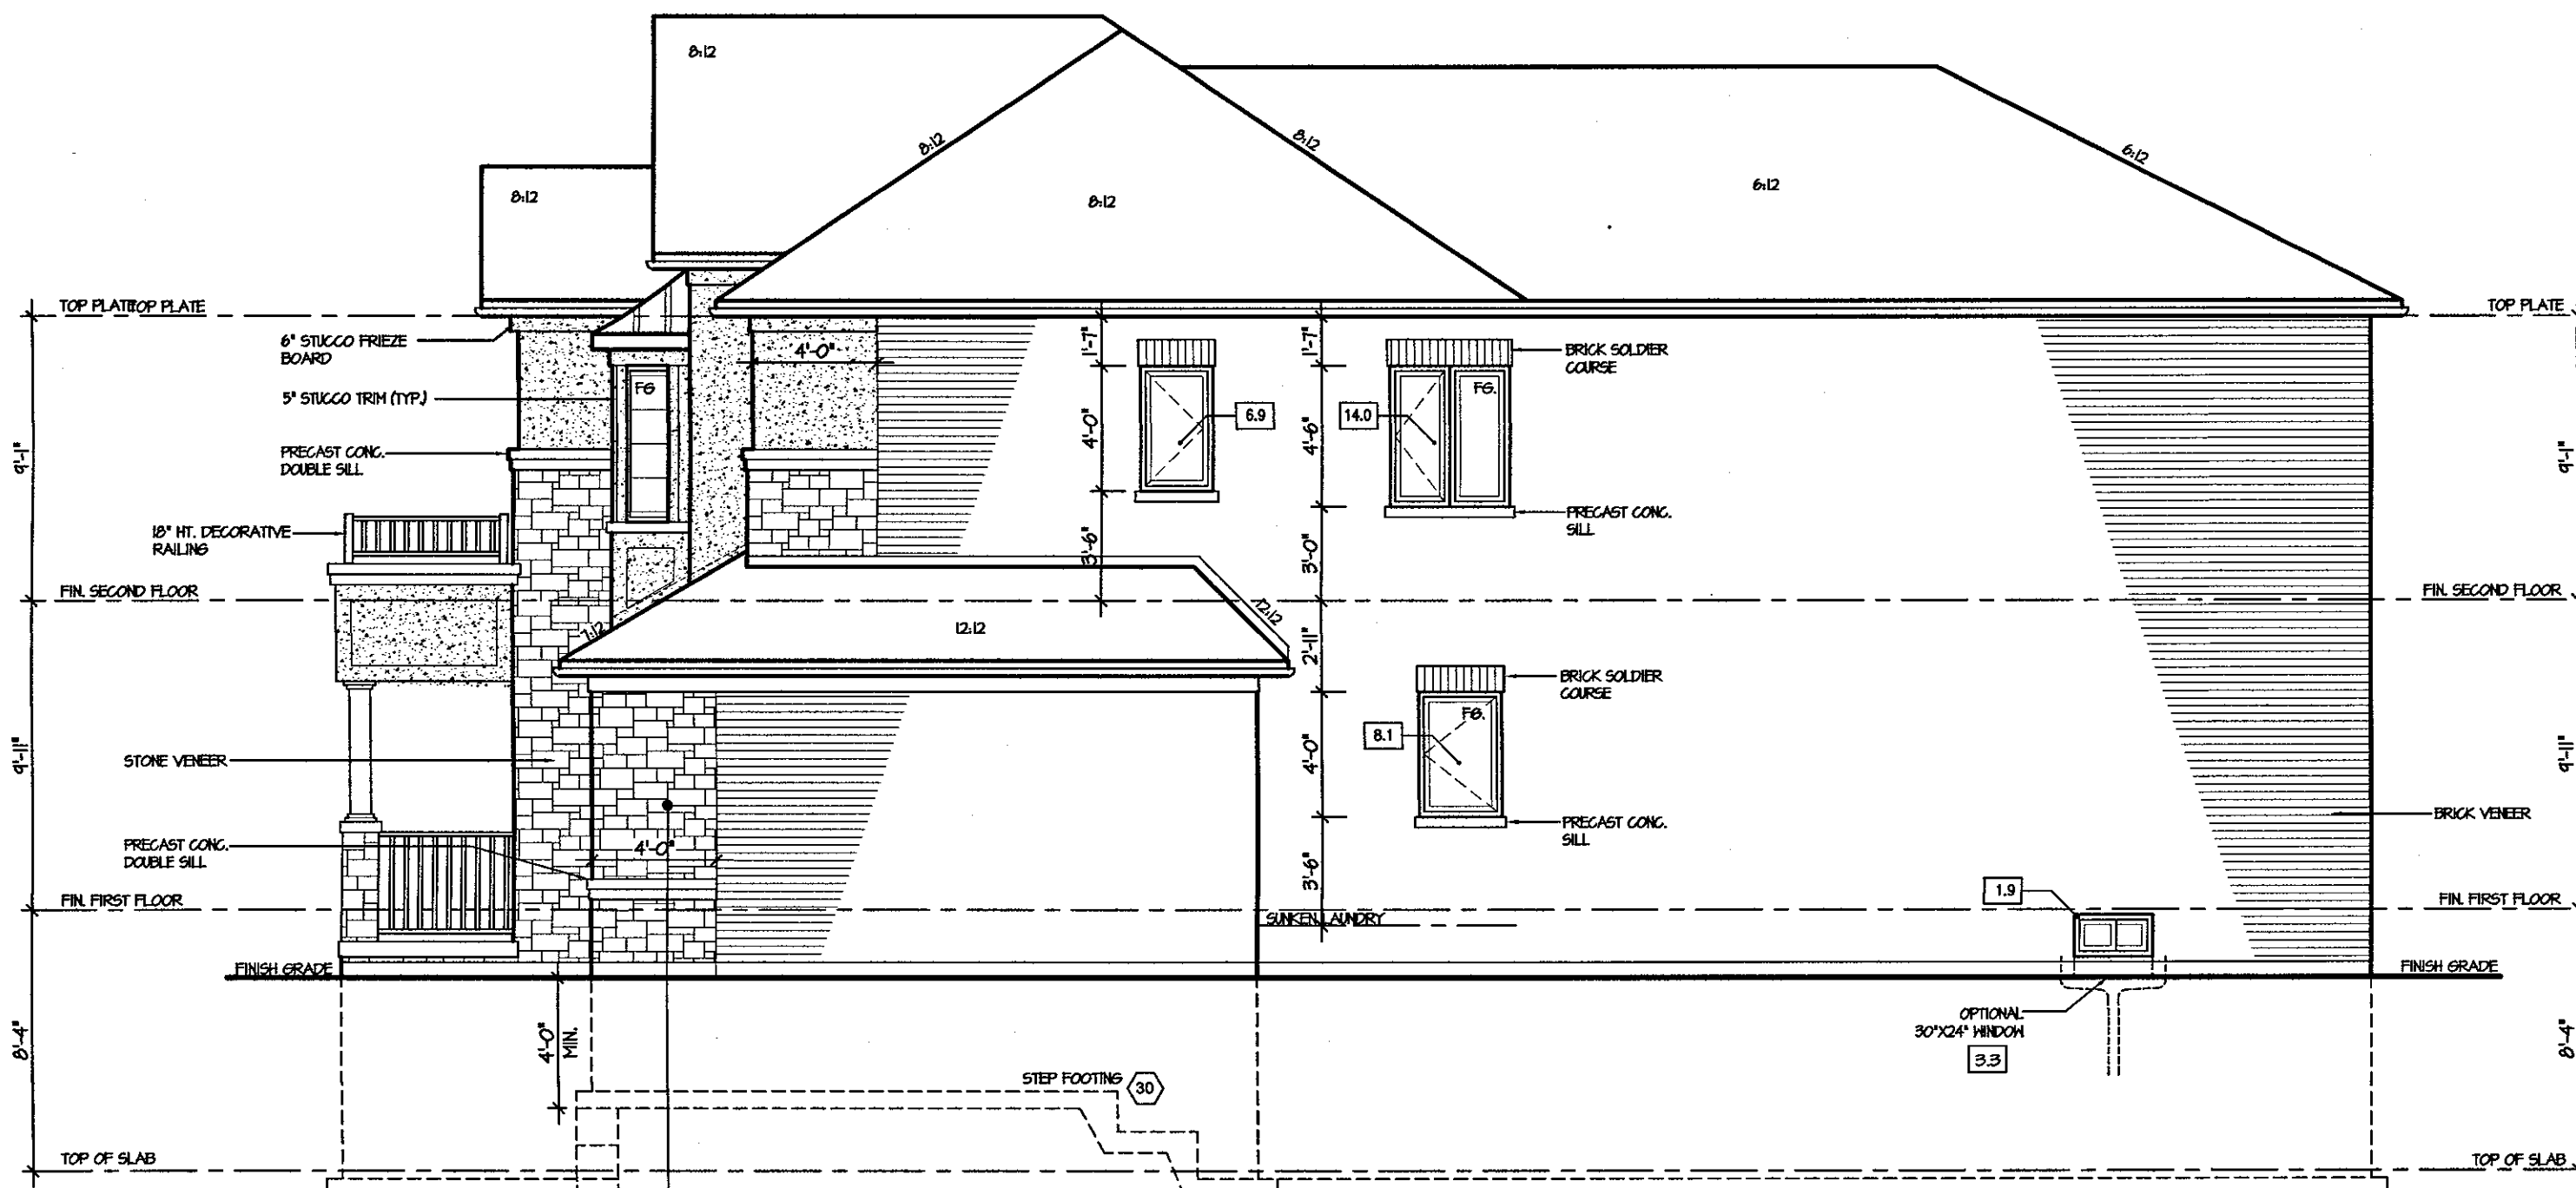 8:12
8:12
8:12
6:12
8:12
8:12
6:12
TOP PLATE
TOP PLATE
TOP PLATE
6" STUCCO FRIEZE
BOARD
4'-0"
1'-7"
1'-7"
BRICK SOLDIER
COURSE
5" STUCCO TRIM (TYP.)
FG
6.9
14.0
FG.
4'-0"
4'-6"
9'-1"
9'-1"
PRECAST CONC.
DOUBLE SILL
PRECAST CONC.
SILL
18" HT. DECORATIVE
RAILING
3'-6"
3'-0"
FIN. SECOND FLOOR
FIN. SECOND FLOOR
7:12
12:12
12:12
2'-11"
BRICK SOLDIER
COURSE
FG.
8.1
4'-0"
9'-11"
9'-11"
STONE VENEER
BRICK VENEER
PRECAST CONC.
SILL
PRECAST CONC.
DOUBLE SILL
4'-0"
3'-6"
1.9
FIN. FIRST FLOOR
FIN. FIRST FLOOR
SUNKEN LAUNDRY
FINISH GRADE
FINISH GRADE
OPTIONAL
30"X24" WINDOW
3.3
4'-0"
MIN.
8'-4"
8'-4"
STEP FOOTING
30
TOP OF SLAB
TOP OF SLAB